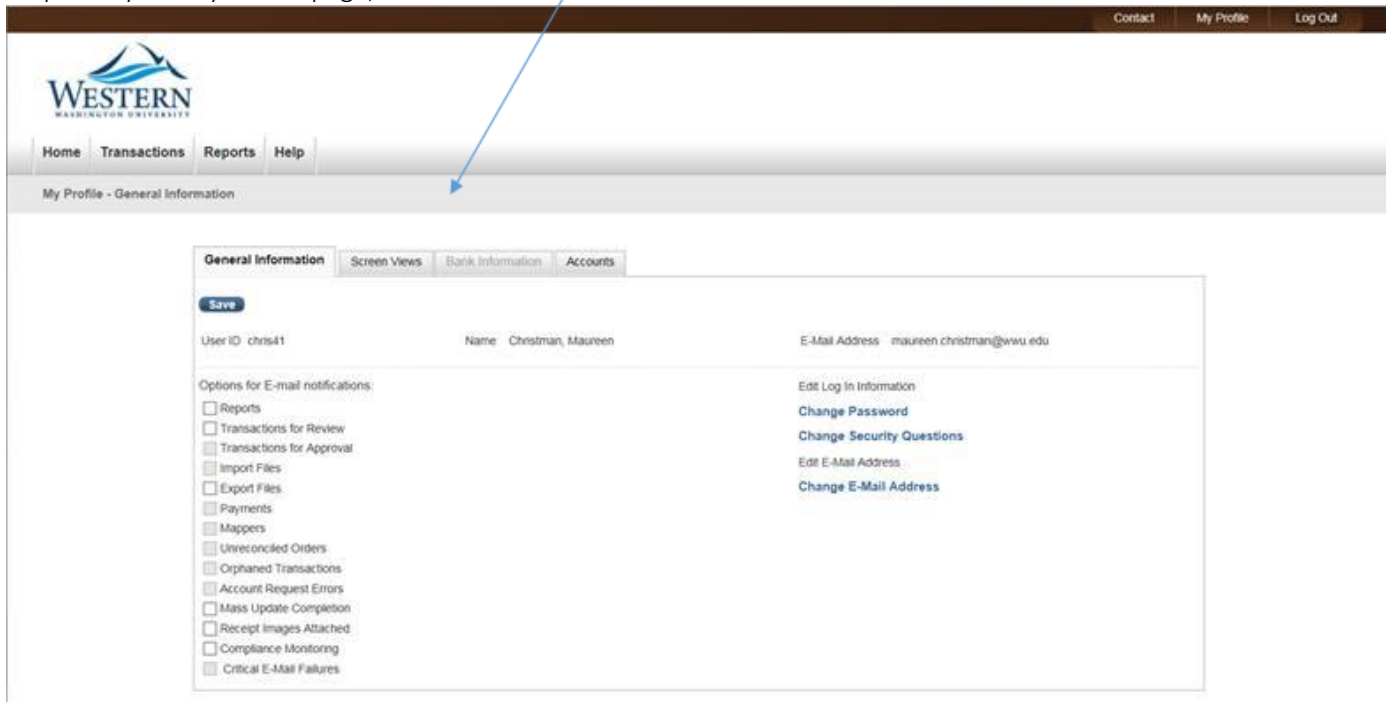 Contact My Profile Log Out
WESTERN
WASHINGTON UNIVERSITY
Home Transactions Reports Help
My Profile - General Information
General Information Screen Views Bank Information Accounts
Save
User ID chris41 Name Christman, Maureen E-Mail Address maureen.christman@wwu.edu
Options for E-mail notifications: Edit Log In Information
Reports Change Password
Transactions for Review
Transactions for Approval Change Security Questions
Import Files Edit E-Mail Address
Export Files Change E-Mail Address
Payments
Mappers
Unreconciled Orders
Orphaned Transactions
Account Request Errors
Mass Update Completion
Receipt Images Attached
Compliance Monitoring
Critical E-Mail Failures